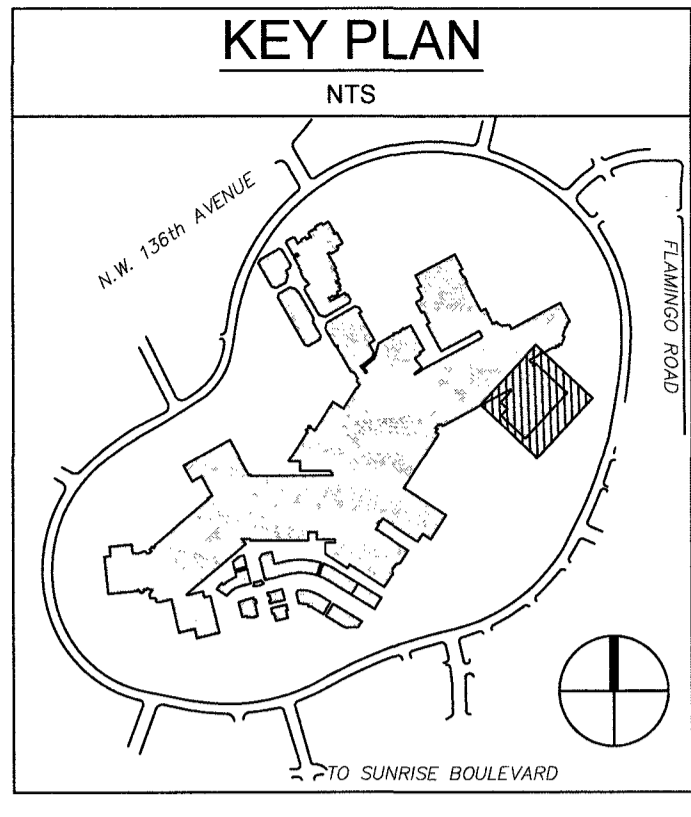 KEY PLAN
NTS
N.W. 136th AVENUE
FLAMINGO ROAD
TO SUNRISE BOULEVARD